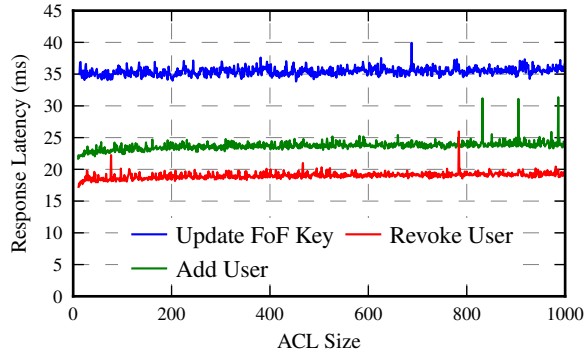 45
40
35
30
25
20
15
10
5
0
Response Latency (ms)
Update FoF Key
Revoke User
Add User
0 200 400 600 800 1000
ACL Size